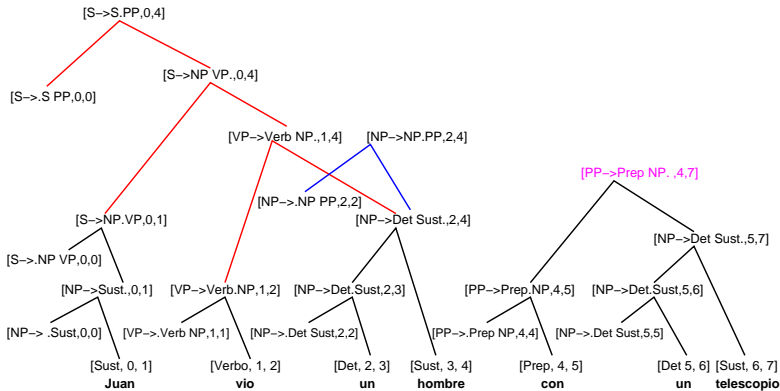 [S–>S.PP,0,4]
[S–>NP VP.,0,4]
[S–>.S PP,0,0]
[VP–>Verb NP.,1,4] [NP–>NP.PP,2,4]
[PP–>Prep NP. ,4,7]
[NP–>.NP PP,2,2]
[S–>NP.VP,0,1] [NP–>Det Sust.,2,4]
[NP–>Det Sust.,5,7]
[S–>.NP VP,0,0]
[NP–>Sust.,0,1] [VP–>Verb.NP,1,2] [NP–>Det.Sust,2,3] [PP–>Prep.NP,4,5] [NP–>Det.Sust,5,6]
[NP–> .Sust,0,0] [VP–>.Verb NP,1,1] [NP–>.Det Sust,2,2] [PP–>.Prep NP,4,4] [NP–>.Det Sust,5,5]
[Sust, 0, 1] [Verbo, 1, 2] [Det, 2, 3] [Sust, 3, 4] [Prep, 4, 5] [Det 5, 6] [Sust, 6, 7]
Juan vio un hombre con un telescopio